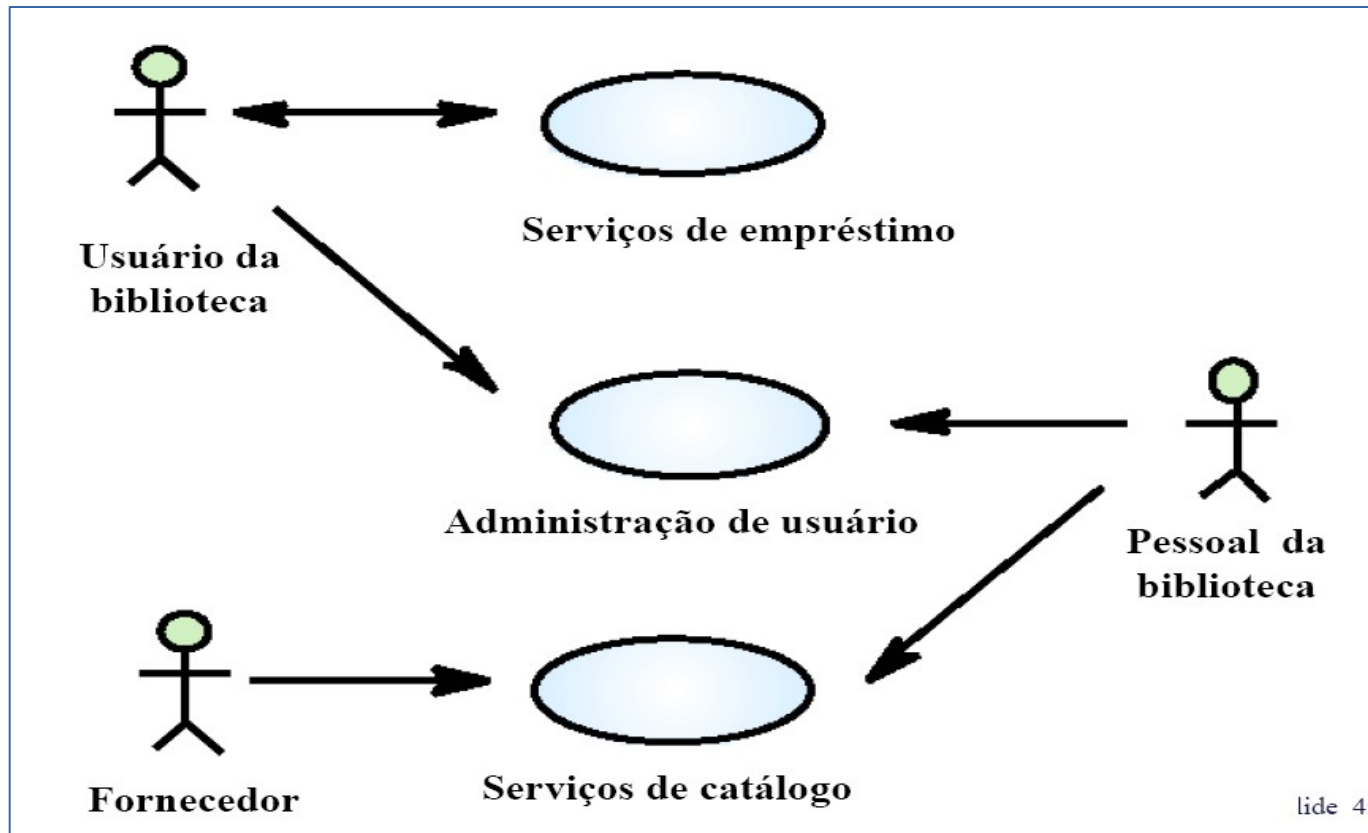 Serviços de empréstimo
Usuário da
biblioteca
Administração de usuário
Pessoal da
biblioteca
Serviços de catálogo
Fornecedor
lide 4